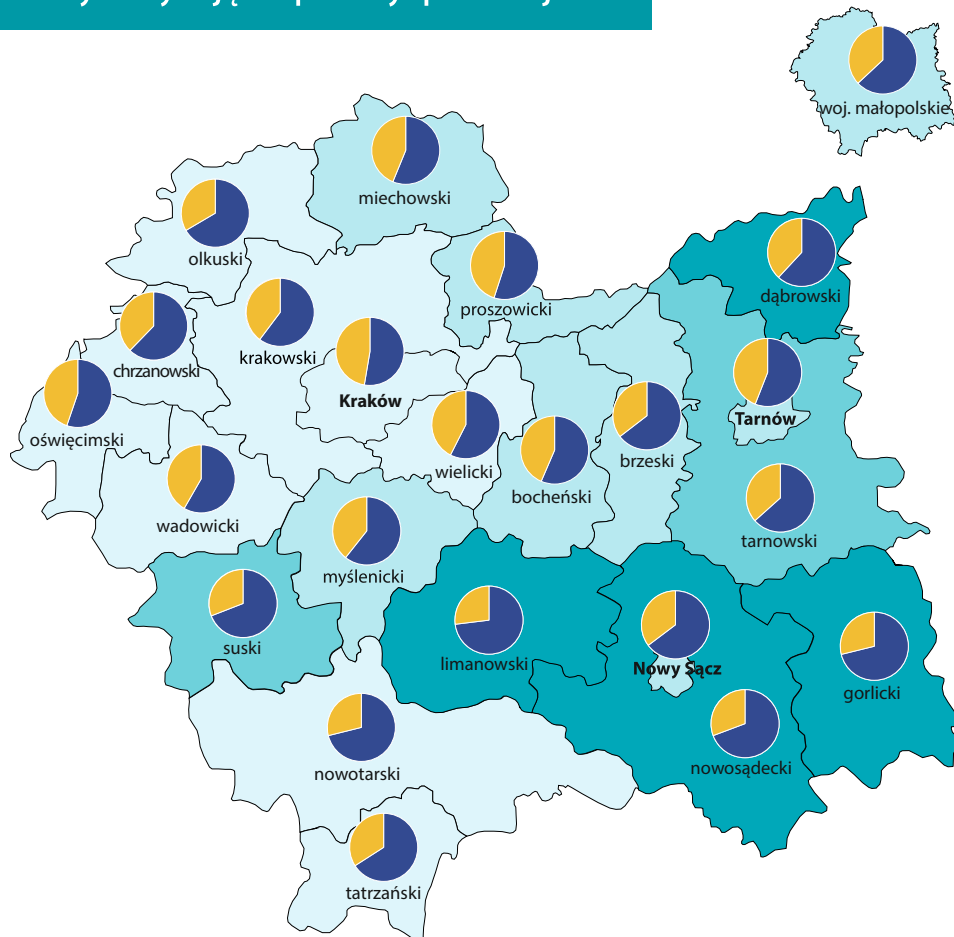 woj. małopolskie
miechowski
olkuski
proszowicki
dąbrowski
krakowski
chrzanowski
Kraków
Tarnów
oświęcimski
wielicki
brzeski
bocheński
wadowicki
tarnowski
myślenicki
suski
limanowski
Nowy Sącz
gorlicki
nowotarski
nowosądecki
tatrzański